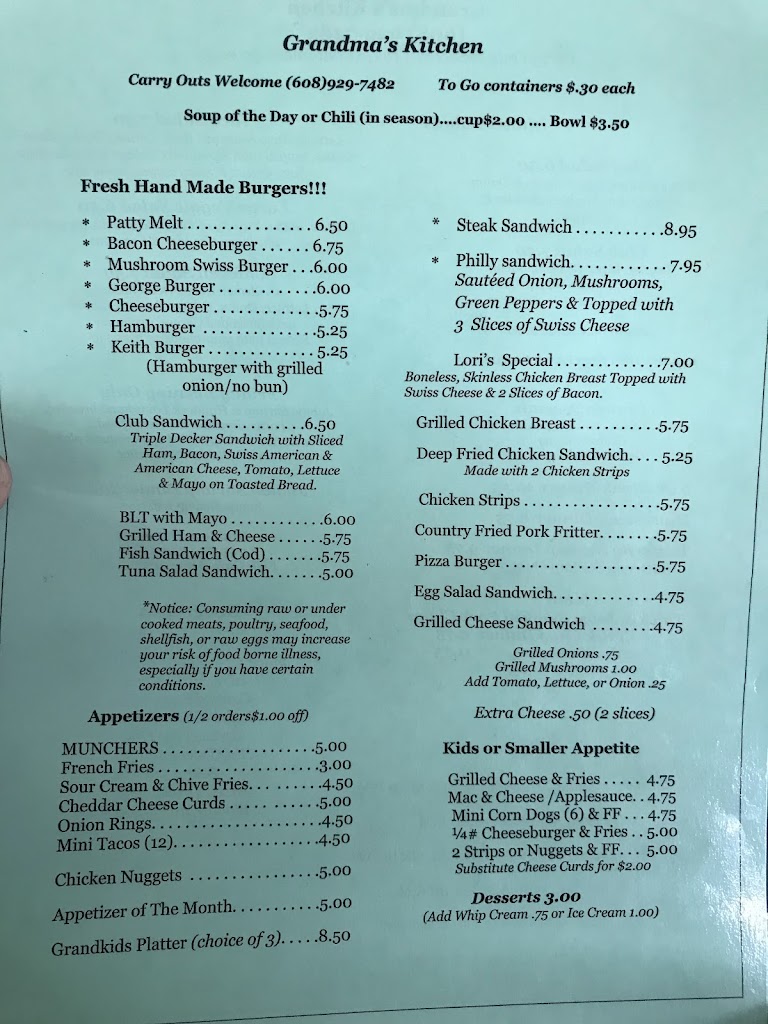 Grandma's Kitchen
Carry Outs Welcome (608)929-7482 To Go containers $.30 each
Soup of the Day or Chili (in season)....cup$2.00 .... Bowl $3.50
Fresh Hand Made Burgers!!!
* Patty Melt . . . . . . . . . . . . . . . 6.50
* Bacon Cheeseburger . . . . . . 6.75
* Mushroom Swiss Burger . . .6.00
* George Burger . . . . . . . . . . . .6.00
* Cheeseburger . . . . . . . . . . . . .5.75
* Hamburger . . . . . . . . . . . . . .5.25
* Keith Burger . . . . . . . . . . . . . 5.25
(Hamburger with grilled
onion/no bun)
Club Sandwich . . . . . . . . . .6.50
Triple Decker Sandwich with Sliced
Ham, Bacon, Swiss American &
American Cheese, Tomato, Lettuce
& Mayo on Toasted Bread.
BLT with Mayo . . . . . . . . . . . .6.00
Grilled Ham & Cheese . . . . . .5.75
Fish Sandwich (Cod) . . . . . . .5.75
Tuna Salad Sandwich. . . . . . .5.00
*Notice: Consuming raw or under
cooked meats, poultry, seafood,
shellfish, or raw eggs may increase
your risk of food borne illness,
especially if you have certain
conditions.
Appetizers (1/2 orders$1.00 off)
MUNCHERS . . . . . . . . . . . . . . . . . . .5.00
French Fries . . . . . . . . . . . . . . . . . . . .3.00
Sour Cream & Chive Fries. . . . . . . . .4.50
Cheddar Cheese Curds . . . . . . . . . . .5.00
Onion Rings. . . . . . . . . . . . . . . . . . . .4.50
Mini Tacos (12). . . . . . . . . . . . . . . . . .4.50
Chicken Nuggets . . . . . . . . . . . . . . . .5.00
Appetizer of The Month. . . . . . . . . . .5.00
Grandkids Platter (choice of 3). . . . .8.50
* Steak Sandwich . . . . . . . . . . .8.95
* Philly sandwich. . . . . . . . . . . . 7.95
Sautéed Onion, Mushrooms,
Green Peppers & Topped with
3 Slices of Swiss Cheese
Lori's Special . . . . . . . . . . . . .7.00
Boneless, Skinless Chicken Breast Topped with
Swiss Cheese & 2 Slices of Bacon.
Grilled Chicken Breast . . . . . . . . . .5.75
Deep Fried Chicken Sandwich. . . . 5.25
Made with 2 Chicken Strips
Chicken Strips . . . . . . . . . . . . . . . . .5.75
Country Fried Pork Fritter. . . . . . . .5.75
Pizza Burger . . . . . . . . . . . . . . . . . . .5.75
Egg Salad Sandwich. . . . . . . . . . . . .4.75
Grilled Cheese Sandwich . . . . . . . .4.75
Grilled Onions .75
Grilled Mushrooms 1.00
Add Tomato, Lettuce, or Onion .25
Extra Cheese .50 (2 slices)
Kids or Smaller Appetite
Grilled Cheese & Fries . . . . . 4.75
Mac & Cheese /Applesauce. . 4.75
Mini Corn Dogs (6) & FF . . . 4.75
¼# Cheeseburger & Fries . . 5.00
2 Strips or Nuggets & FF. . . 5.00
Substitute Cheese Curds for $2.00
Desserts 3.00
(Add Whip Cream .75 or Ice Cream 1.00)